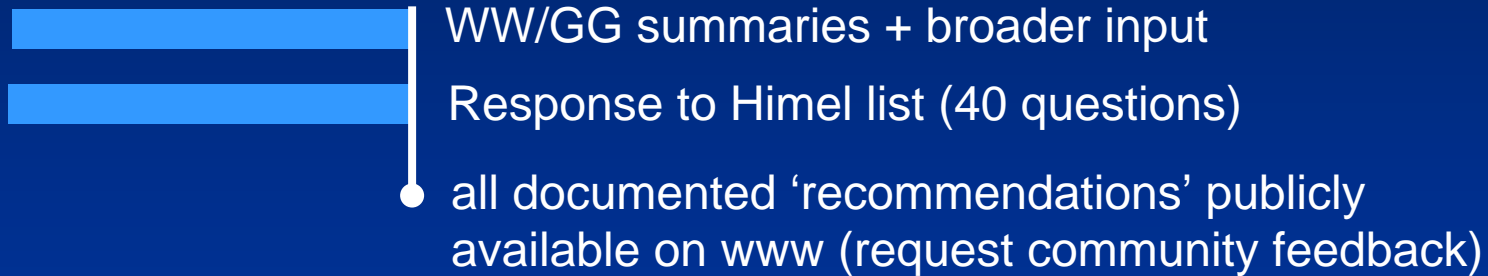 WW/GG summaries + broader input
Response to Himel list (40 questions)
all documented ‘recommendations’ publicly
available on www (request community feedback)